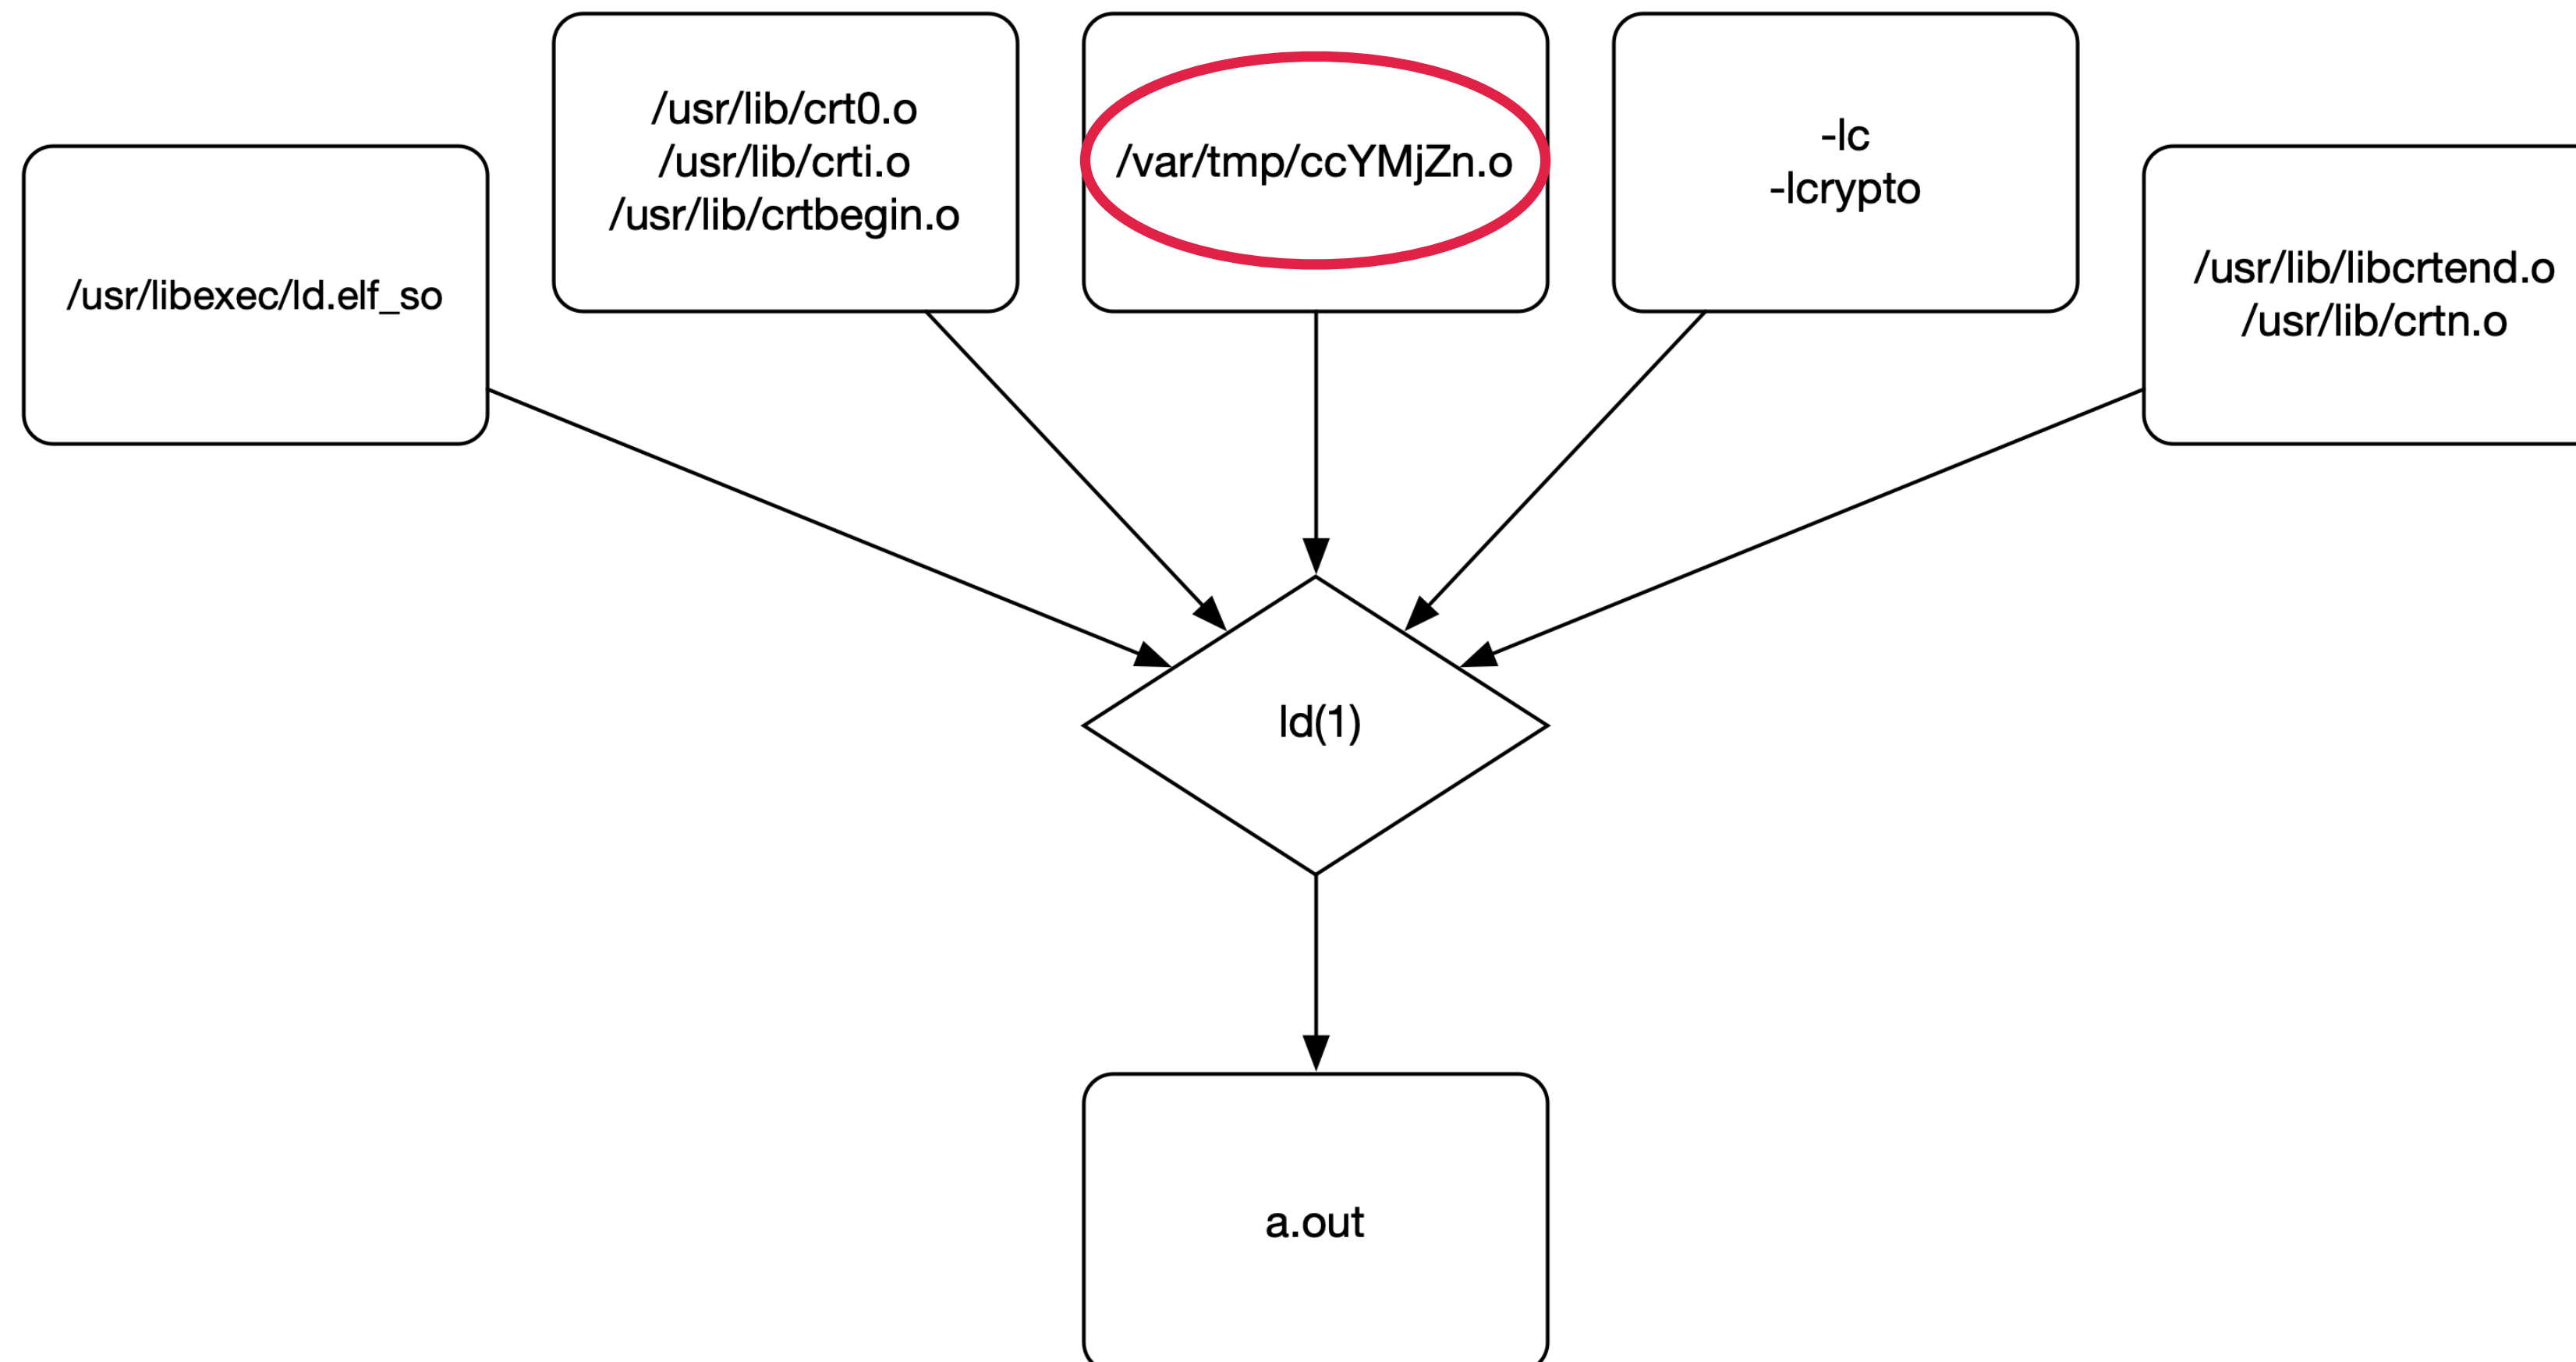 /usr/libexec/ld.elf_so
/usr/lib/crt0.o
/usr/lib/crti.o
/usr/lib/crtbegin.o
/var/tmp/ccYMjZn.o
-lc
-lcrypto
/usr/lib/libcrtend.o
/usr/lib/crtn.o
ld(1)
a.out